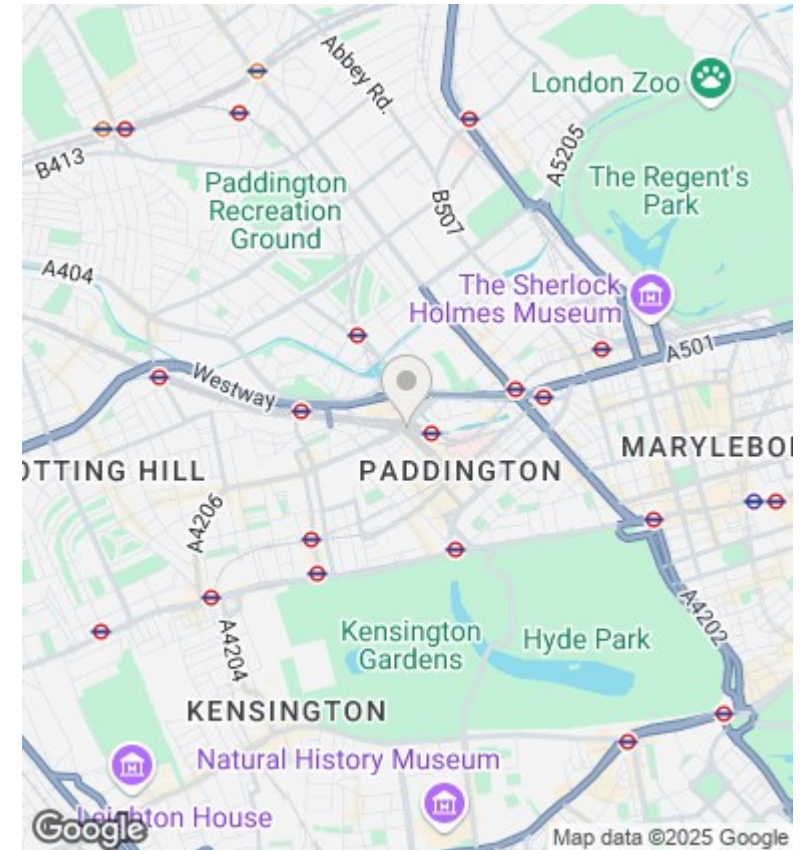 Abbey Rd.
London Zoo
B413
A5205
Paddington
Recreation
Ground
The Regent's
Park
B507
A404
The Sherlock
Holmes Museum
A501
Westway
MARYLEBO
OTTING HILL
PADDINGTON
A4206
A4202
Kensington
Gardens
Hyde Park
A4204
KENSINGTON
Natural History Museum
Leighton House
Google
Map data ©2025 Google